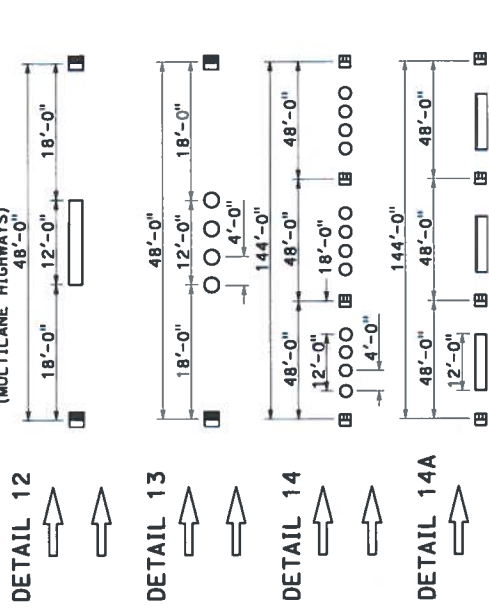 (MULTILANE HIGHWAYS)
DETAIL 12
48'-0"
18'-0" 12'-0" 18'-0"
DETAIL 13
48'-0"
18'-0" 12'-0" 18'-0"
4'-0"
DETAIL 14
144'-0"
48'-0" 48'-0" 48'-0"
12'-0" 18'-0"
4'-0"
DETAIL 14A
144'-0"
48'-0" 48'-0" 48'-0"
12'-0"